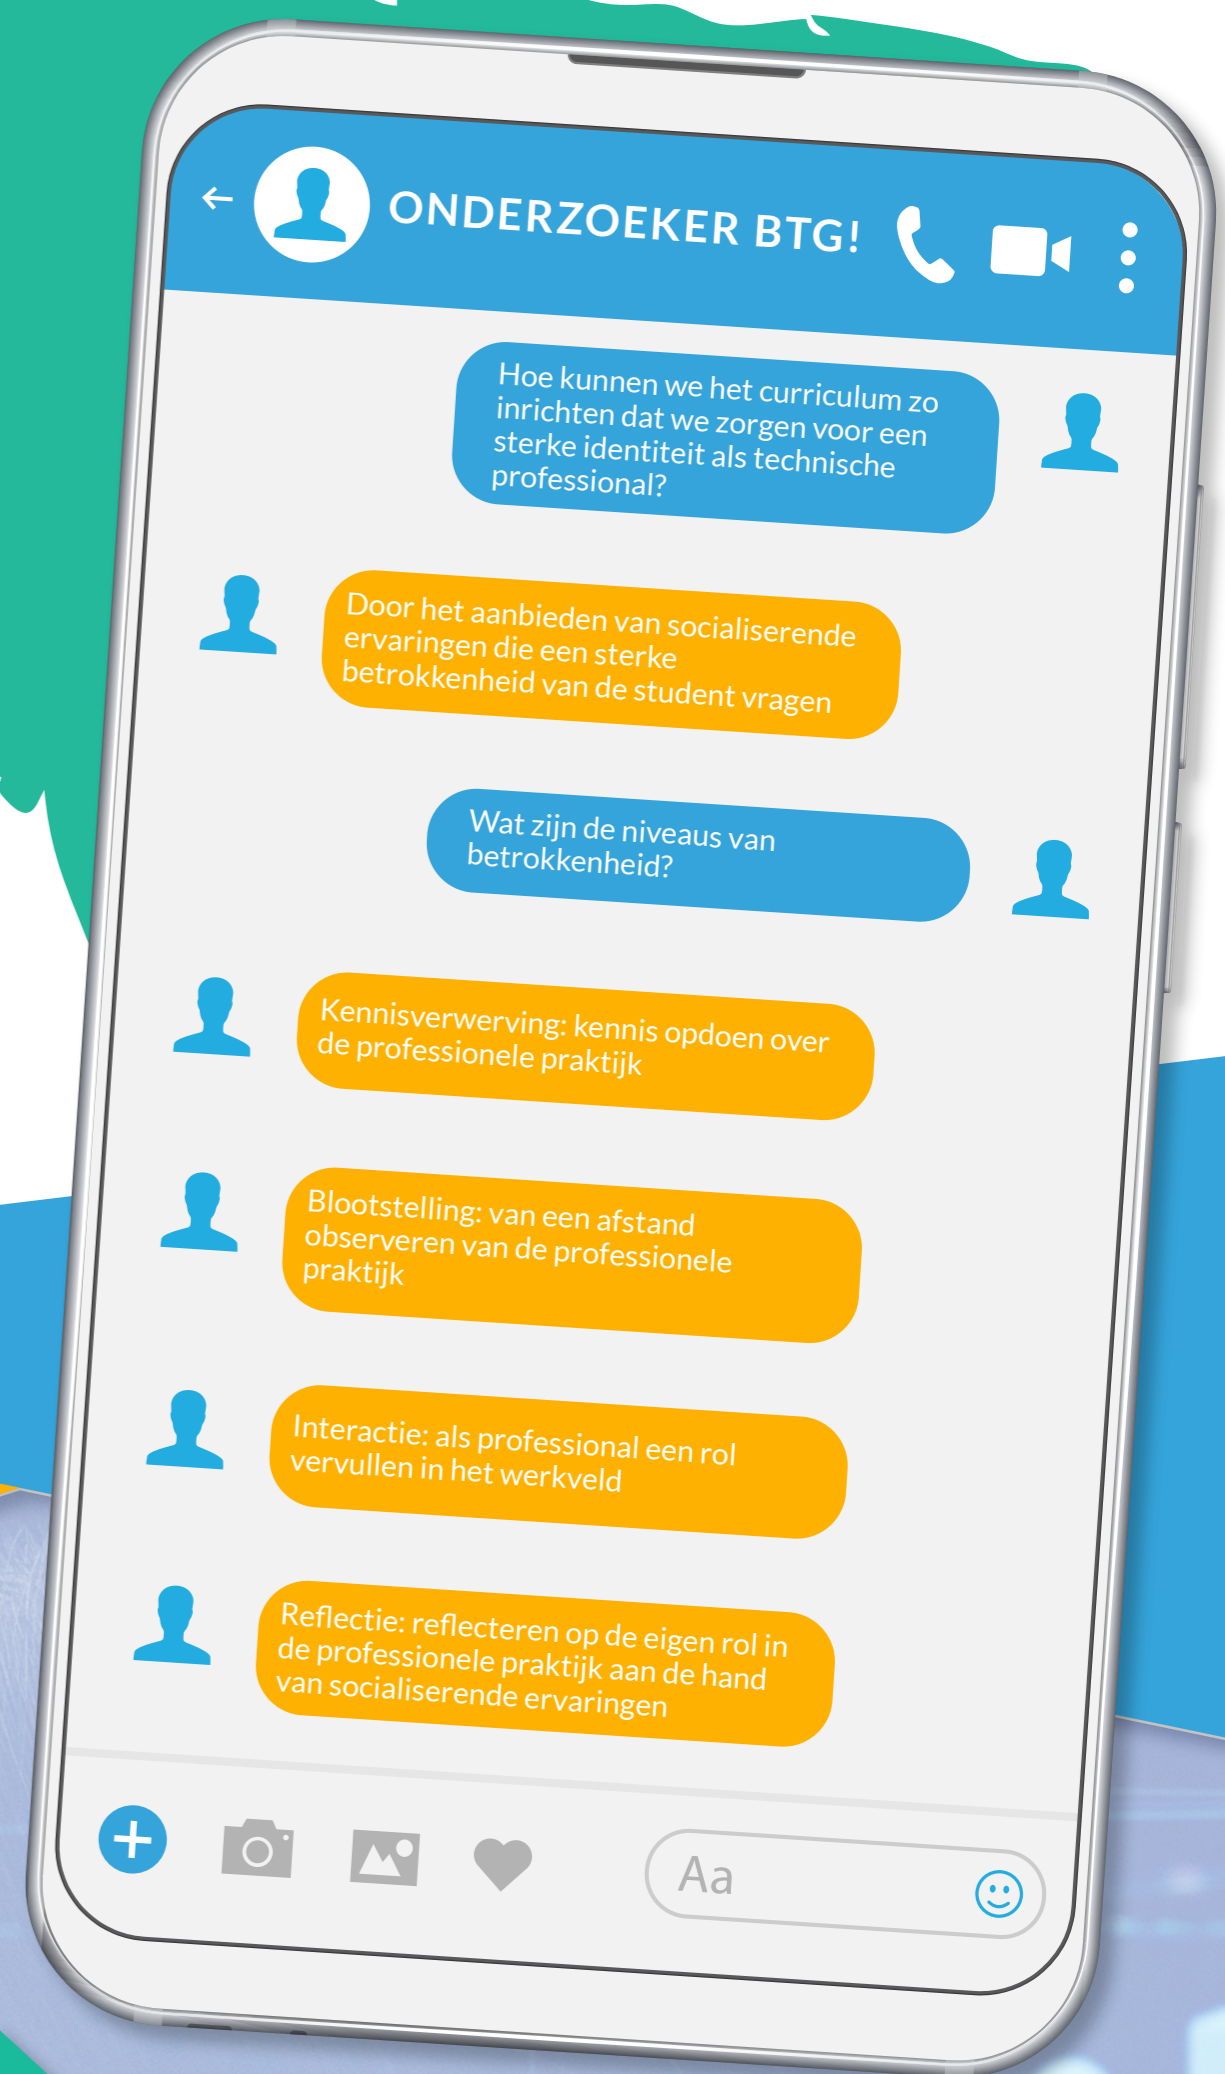 ONDERZOEKER BTG!
Hoe kunnen we het curriculum zo
inrichten dat we zorgen voor een
sterke identiteit als technische
professional?
Door het aanbieden van socialiserende
ervaringen die een sterke
betrokkenheid van de student vragen
Wat zijn de niveaus van
betrokkenheid?
Kennisverwerving: kennis opdoen over
de professionele praktijk
Blootstelling: van een afstand
observeren van de professionele
praktijk
Interactie: als professional een rol
vervullen in het werkveld
Reflectie: reflecteren op de eigen rol in
de professionele praktijk aan de hand
van socialiserende ervaringen
Aa